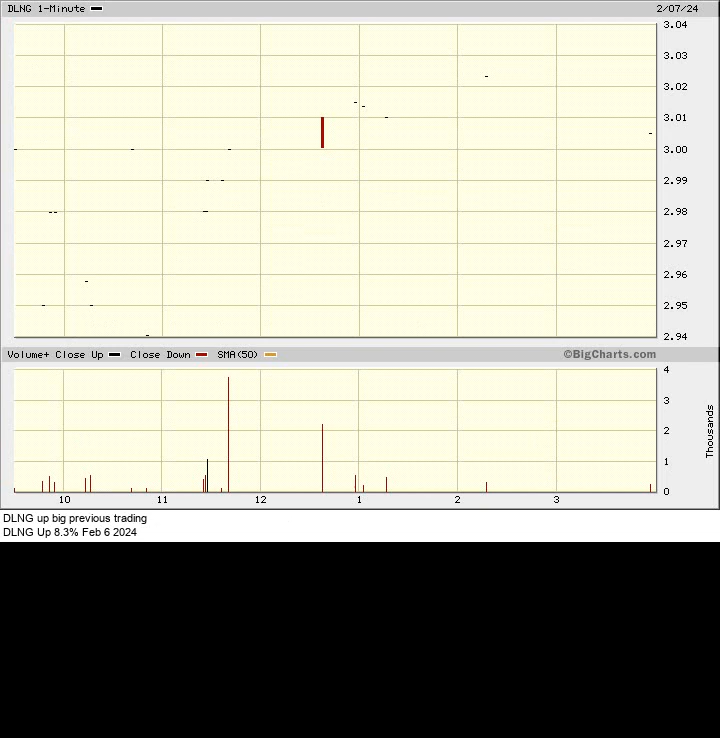 DLNG 1-Minute 2/07/24
3.04
3.03
3.02
3.01
3.00
2.99
2.98
2.97
2.96
2.95
2.94
Volume+ Close Up Close Down SMA(50) ©BigCharts.com
4
3
2
1
0
Thousands
10 11 12 1 2 3
DLNG up big previous trading
DLNG Up 8.3% Feb 6 2024